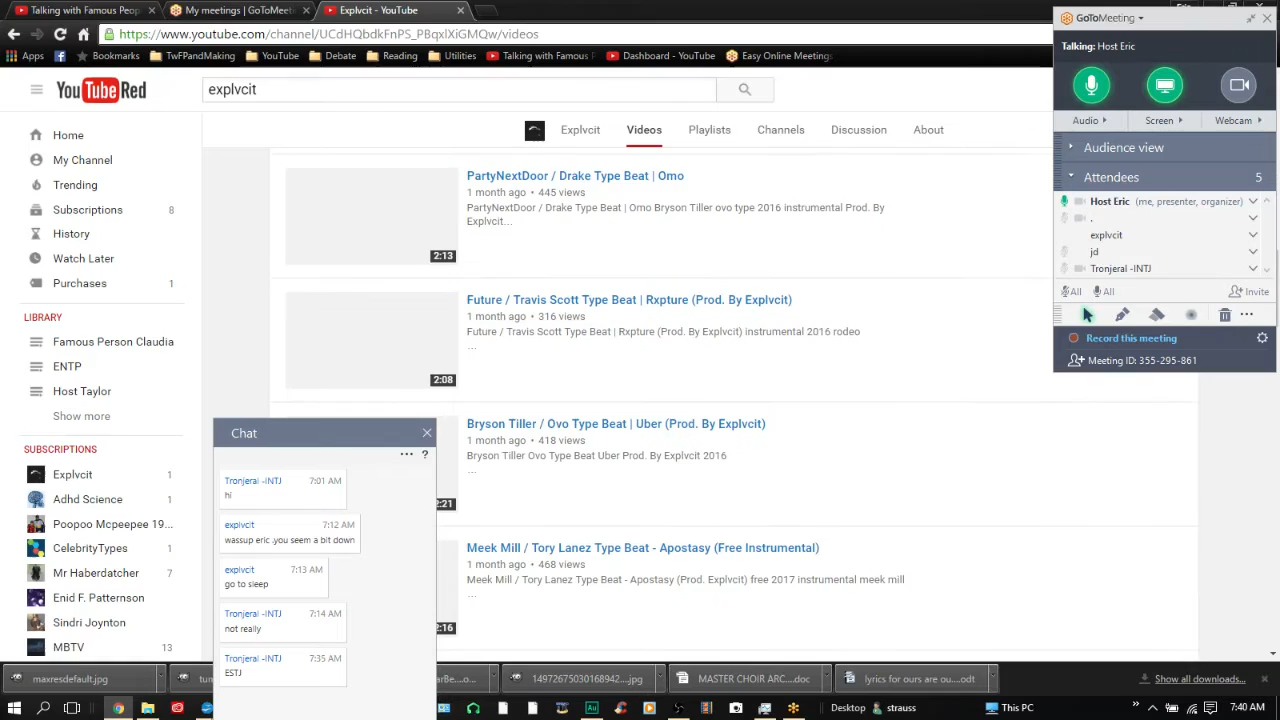 Talking with Famous People
My meetings | GoToMeeting
Explvcit - YouTube
https://www.youtube.com/channel/UCdHQbdkFnPS_PBqxlXiGMQw/videos
Apps
Bookmarks
TwFPandMaking
YouTube
Debate
Reading
Utilities
Talking with Famous P
Dashboard - YouTube
Easy Online Meetings
YouTube Red
explvcit
Home
My Channel
Trending
Subscriptions 8
History
Watch Later
Purchases 1
LIBRARY
Famous Person Claudia
ENTP
Host Taylor
Show more
SUBSCRIPTIONS
Explvcit 1
Adhd Science 1
Poopoo Mcpeepee 19...
CelebrityTypes 1
Mr Haberdatcher 7
Enid F. Patternson
Sindri Joynton
MBTV 13
Explvcit
Videos
Playlists
Channels
Discussion
About
PartyNextDoor / Drake Type Beat | Omo
1 month ago • 445 views
PartyNextDoor / Drake Type Beat | Omo Bryson Tiller ovo type 2016 instrumental Prod. By
Explvcit...
2:13
Future / Travis Scott Type Beat | Rxpture (Prod. By Explvcit)
1 month ago • 316 views
Future / Travis Scott Type Beat | Rxpture (Prod. By Explvcit) instrumental 2016 rodeo
...
2:08
Bryson Tiller / Ovo Type Beat | Uber (Prod. By Explvcit)
1 month ago • 418 views
Bryson Tiller Ovo Type Beat Uber Prod. By Explvcit 2016
...
2:21
Meek Mill / Tory Lanez Type Beat - Apostasy (Free Instrumental)
1 month ago • 468 views
Meek Mill / Tory Lanez Type Beat - Apostasy (Prod. Explvcit) free 2017 instrumental meek mill
...
2:16
Chat
... ?
Tronjeral -INTJ 7:01 AM
hi
explvcit 7:12 AM
wassup eric .you seem a bit down
explvcit 7:13 AM
go to sleep
Tronjeral -INTJ 7:14 AM
not really
Tronjeral -INTJ 7:35 AM
ESTJ
GoToMeeting
Talking: Host Eric
Audio
Screen
Webcam
Audience view
Attendees 5
Host Eric (me, presenter, organizer)
.
explvcit
jd
Tronjeral -INTJ
All
All
Invite
Record this meeting
Meeting ID: 355-295-861
maxresdefault.jpg
tum
arBe....o...
14972675030168942....jpg
MASTER CHOIR ARC....doc
lyrics for ours are ou....odt
Show all downloads...
Desktop
strauss
This PC
7:40 AM